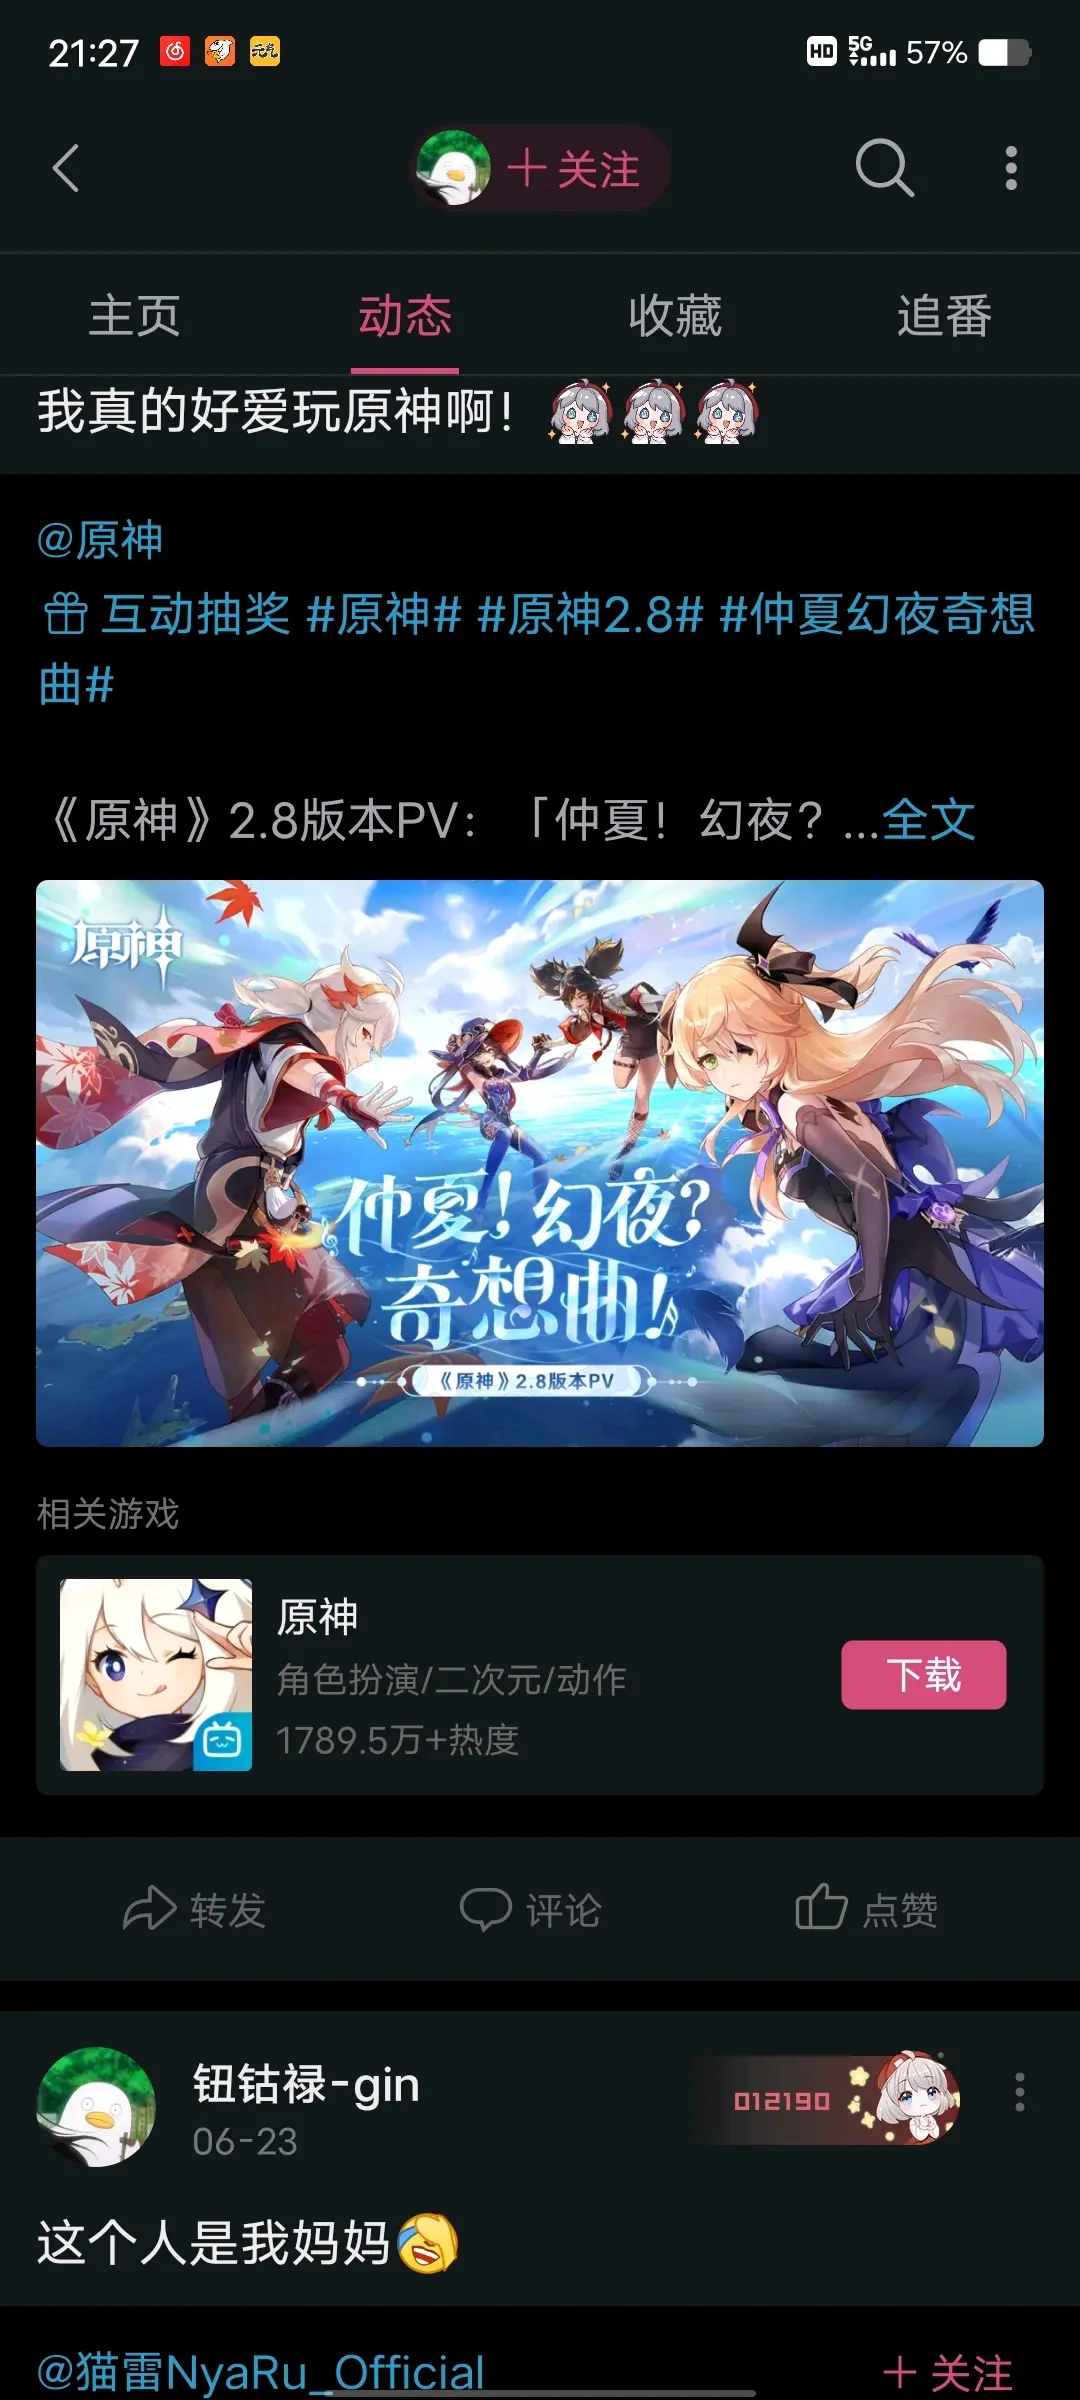 21:27
元气
HD 5G 57%
+ 关注
主页 动态 收藏 追番
我真的好爱玩原神啊！
@原神
互动抽奖 #原神# #原神2.8# #仲夏幻夜奇想
曲#
《原神》2.8版本PV：「仲夏！幻夜？...全文
原神
仲夏！幻夜？
奇想曲！
《原神》2.8版本PV
相关游戏
原神
角色扮演/二次元/动作
1789.5万+热度
下载
转发 评论 点赞
钮钴禄-gin
06-23
012190
这个人是我妈妈
@猫雷NyaRu_Official
+ 关注